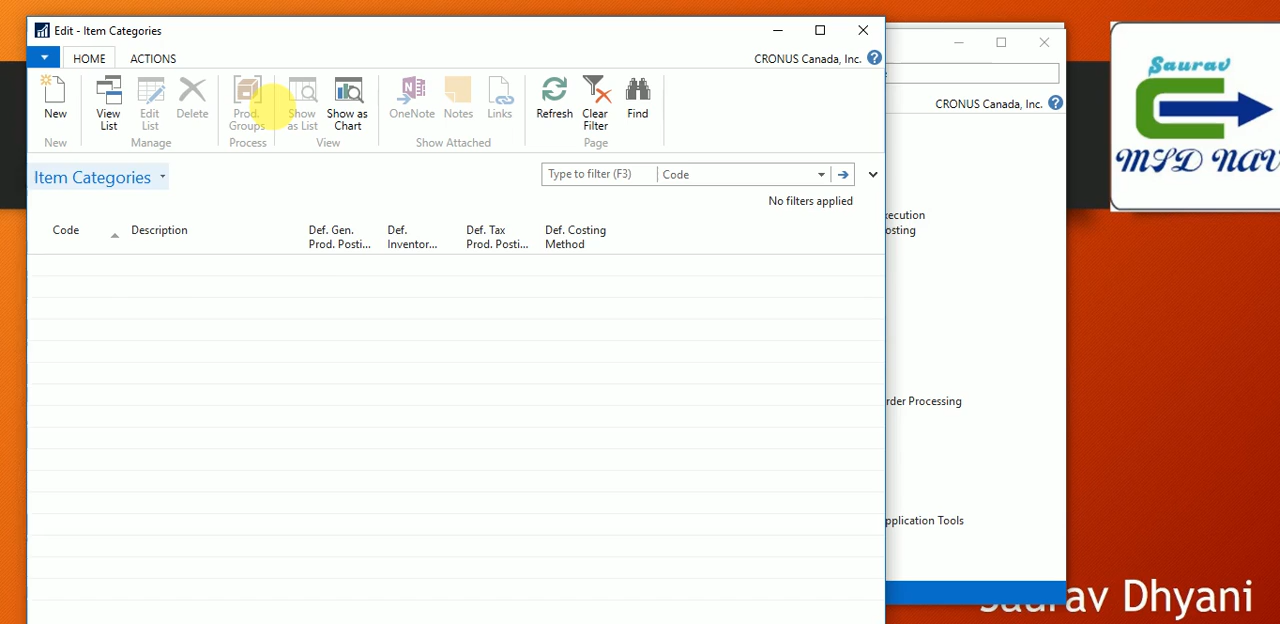 Edit - Item Categories
HOME
ACTIONS
CRONUS Canada, Inc.
New
View List
Edit List
Delete
Prod. Groups
Show as List
Show as Chart
OneNote
Notes
Links
Refresh
Clear Filter
Find
New
Manage
Process
View
Show Attached
Page
Item Categories
Type to filter (F3)
Code
No filters applied
Code
Description
Def. Gen. Prod. Posti...
Def. Inventor...
Def. Tax Prod. Posti...
Def. Costing Method
CRONUS Canada, Inc.
ecution
osting
rder Processing
pplication Tools
Saurav
MSD NAV
Saurav Dhyani